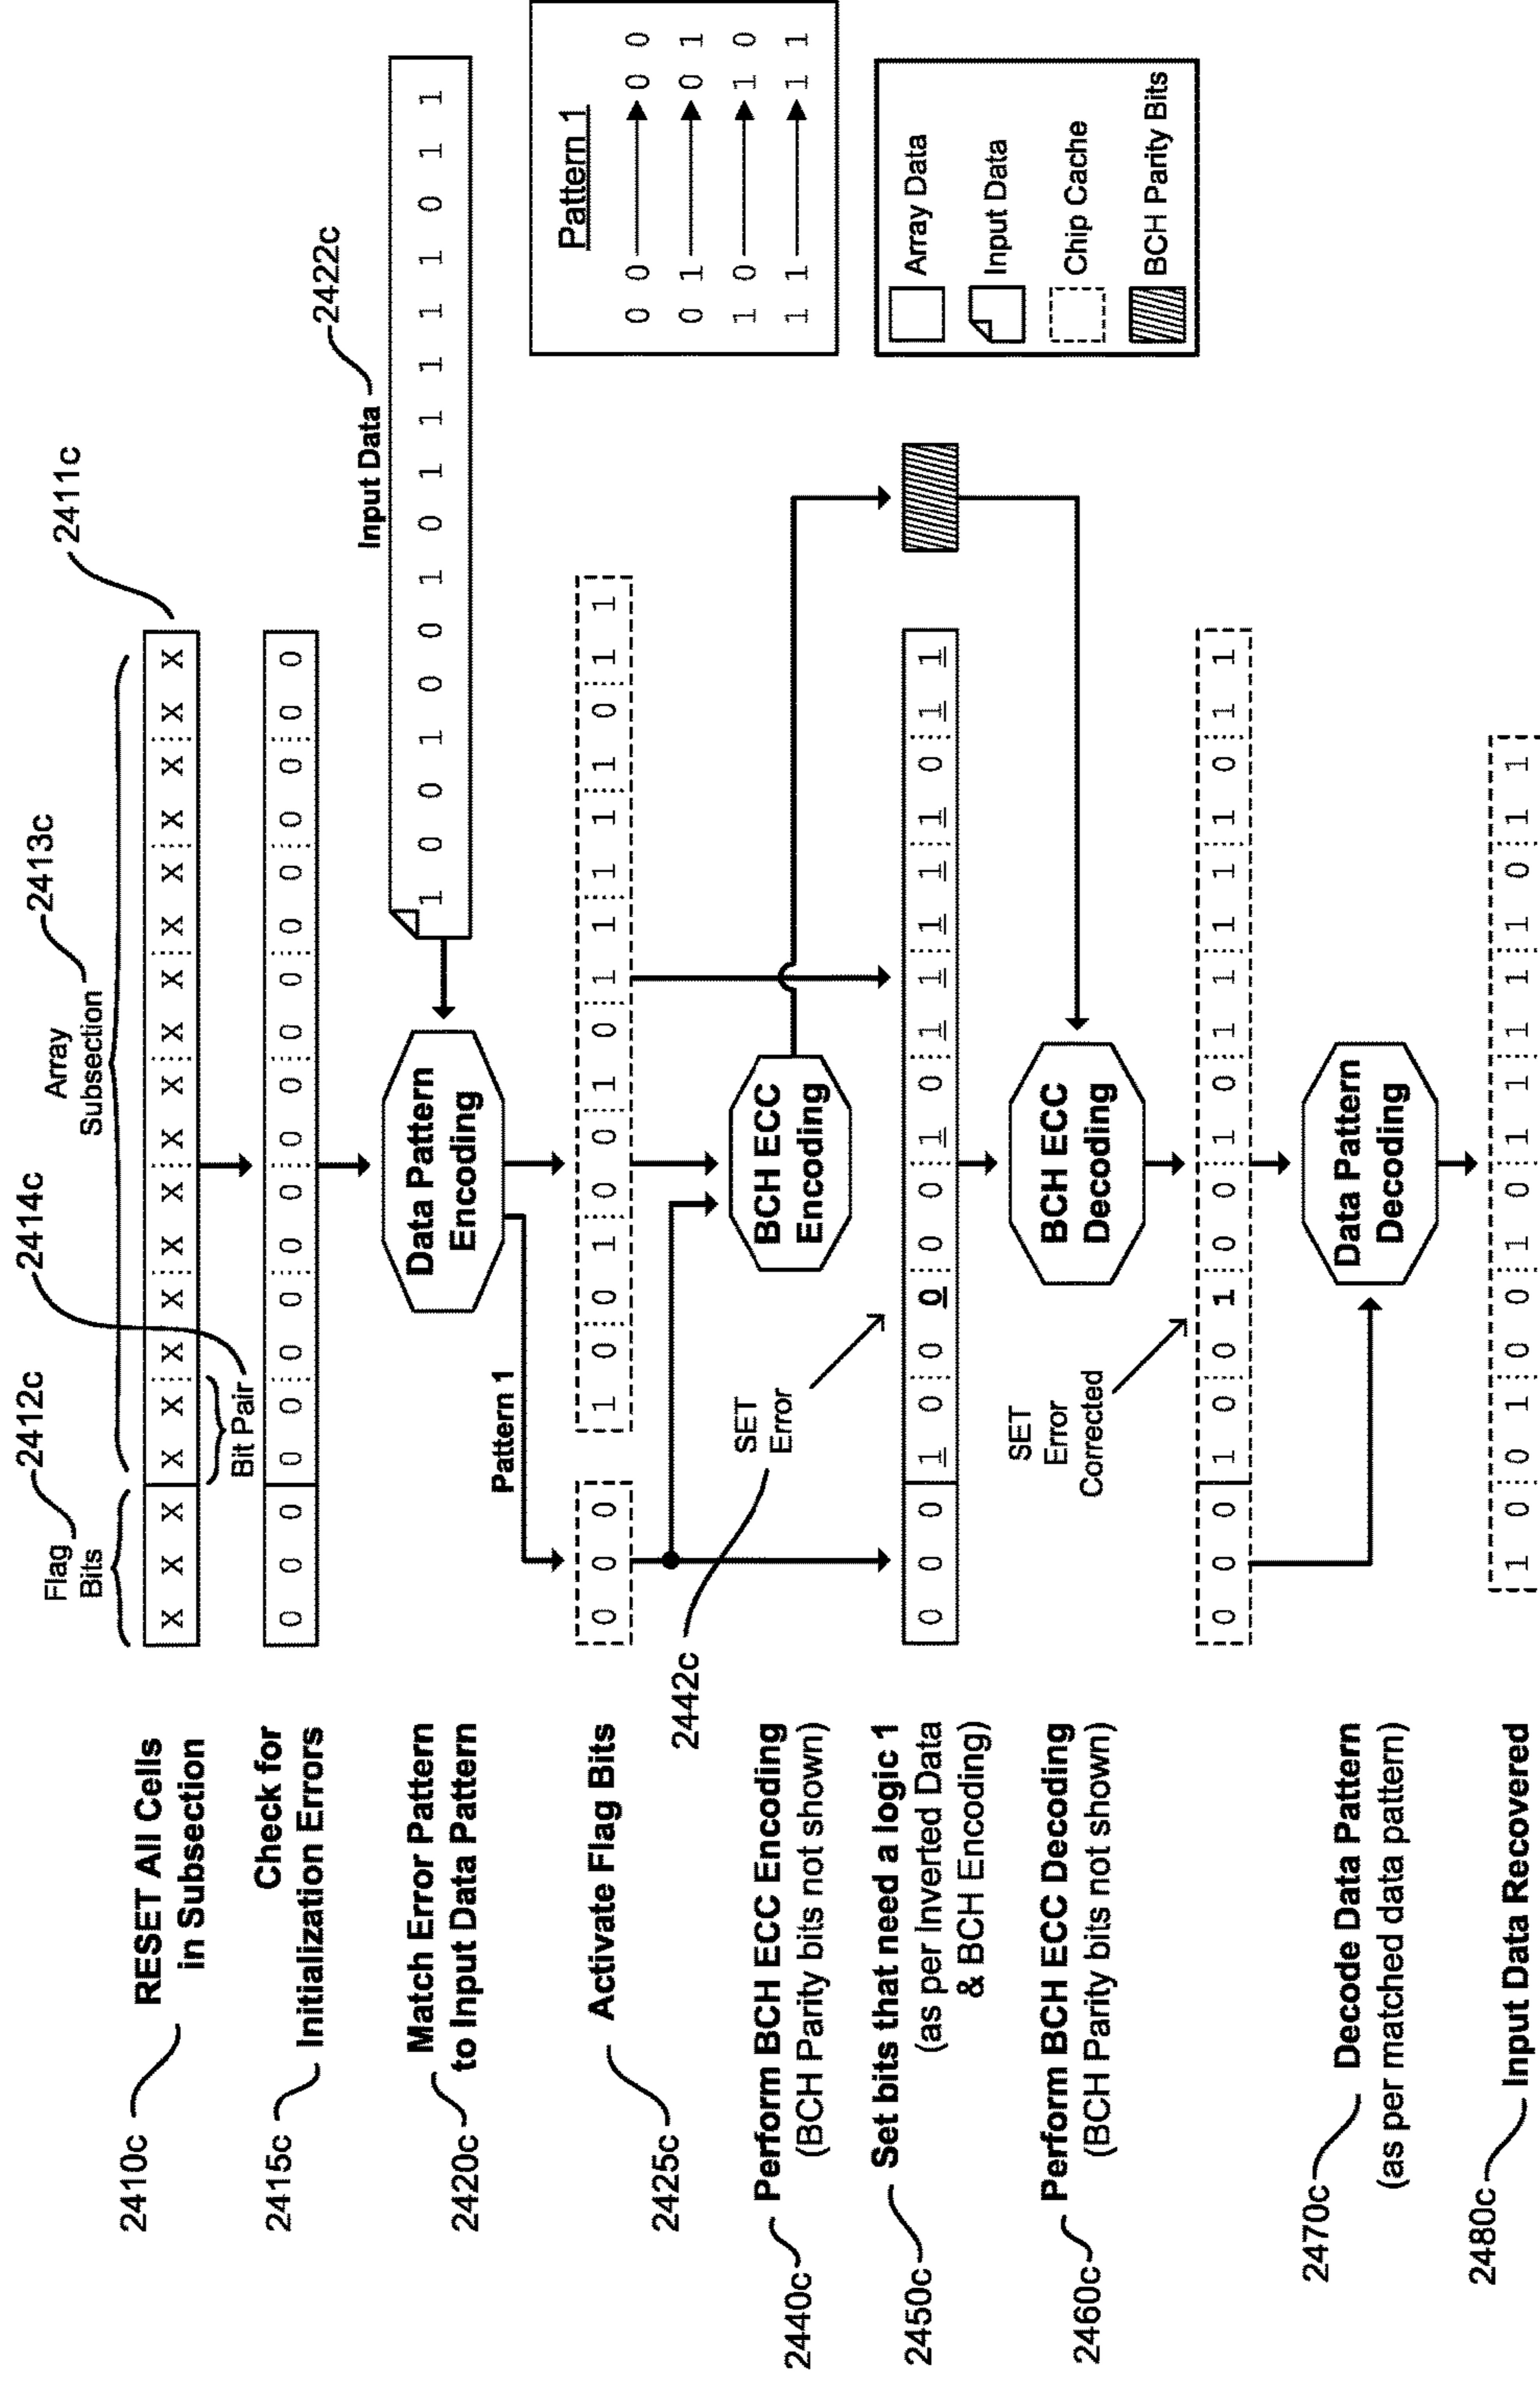 2410c
RESET All Cells
in Subsection
Flag
Bits
2412c
2414c
Array
Subsection
2413c
2411c
X X X X X X X X X X X X X X X X X X X
Bit Pair
2415c
Check for
Initialization Errors
0 0 0 0 0 0 0 0 0 0 0 0 0 0 0 0 0 0 0
2420c
Match Error Pattern
to Input Data Pattern
Data Pattern
Encoding
Input Data
2422c
1 0 0 1 0 0 1 0 1 1 1 1 1 0 1 1
Pattern 1
2425c
Activate Flag Bits
0 0 0
1 0 0 1 0 0 1 0 1 1 1 1 1 0 1 1
Pattern 1
0 0 0 0
0 1 0 1
1 0 1 0
1 1 1 1
2440c
Perform BCH ECC Encoding
(BCH Parity bits not shown)
2442c
SET
Error
BCH ECC
Encoding
2450c
Set bits that need a logic 1
(as per Inverted Data
& BCH Encoding)
0 0 0 1 0 0 0 0 0 1 0 1 1 1 1 1 0 1 1
Array Data
Input Data
Chip Cache
BCH Parity Bits
2460c
Perform BCH ECC Decoding
(BCH Parity bits not shown)
SET
Error
Corrected
BCH ECC
Decoding
0 0 0 1 0 0 1 0 0 1 0 1 1 1 1 1 0 1 1
2470c
Decode Data Pattern
(as per matched data pattern)
Data Pattern
Decoding
2480c
Input Data Recovered
1 0 0 1 0 0 1 0 1 1 1 1 1 0 1 1